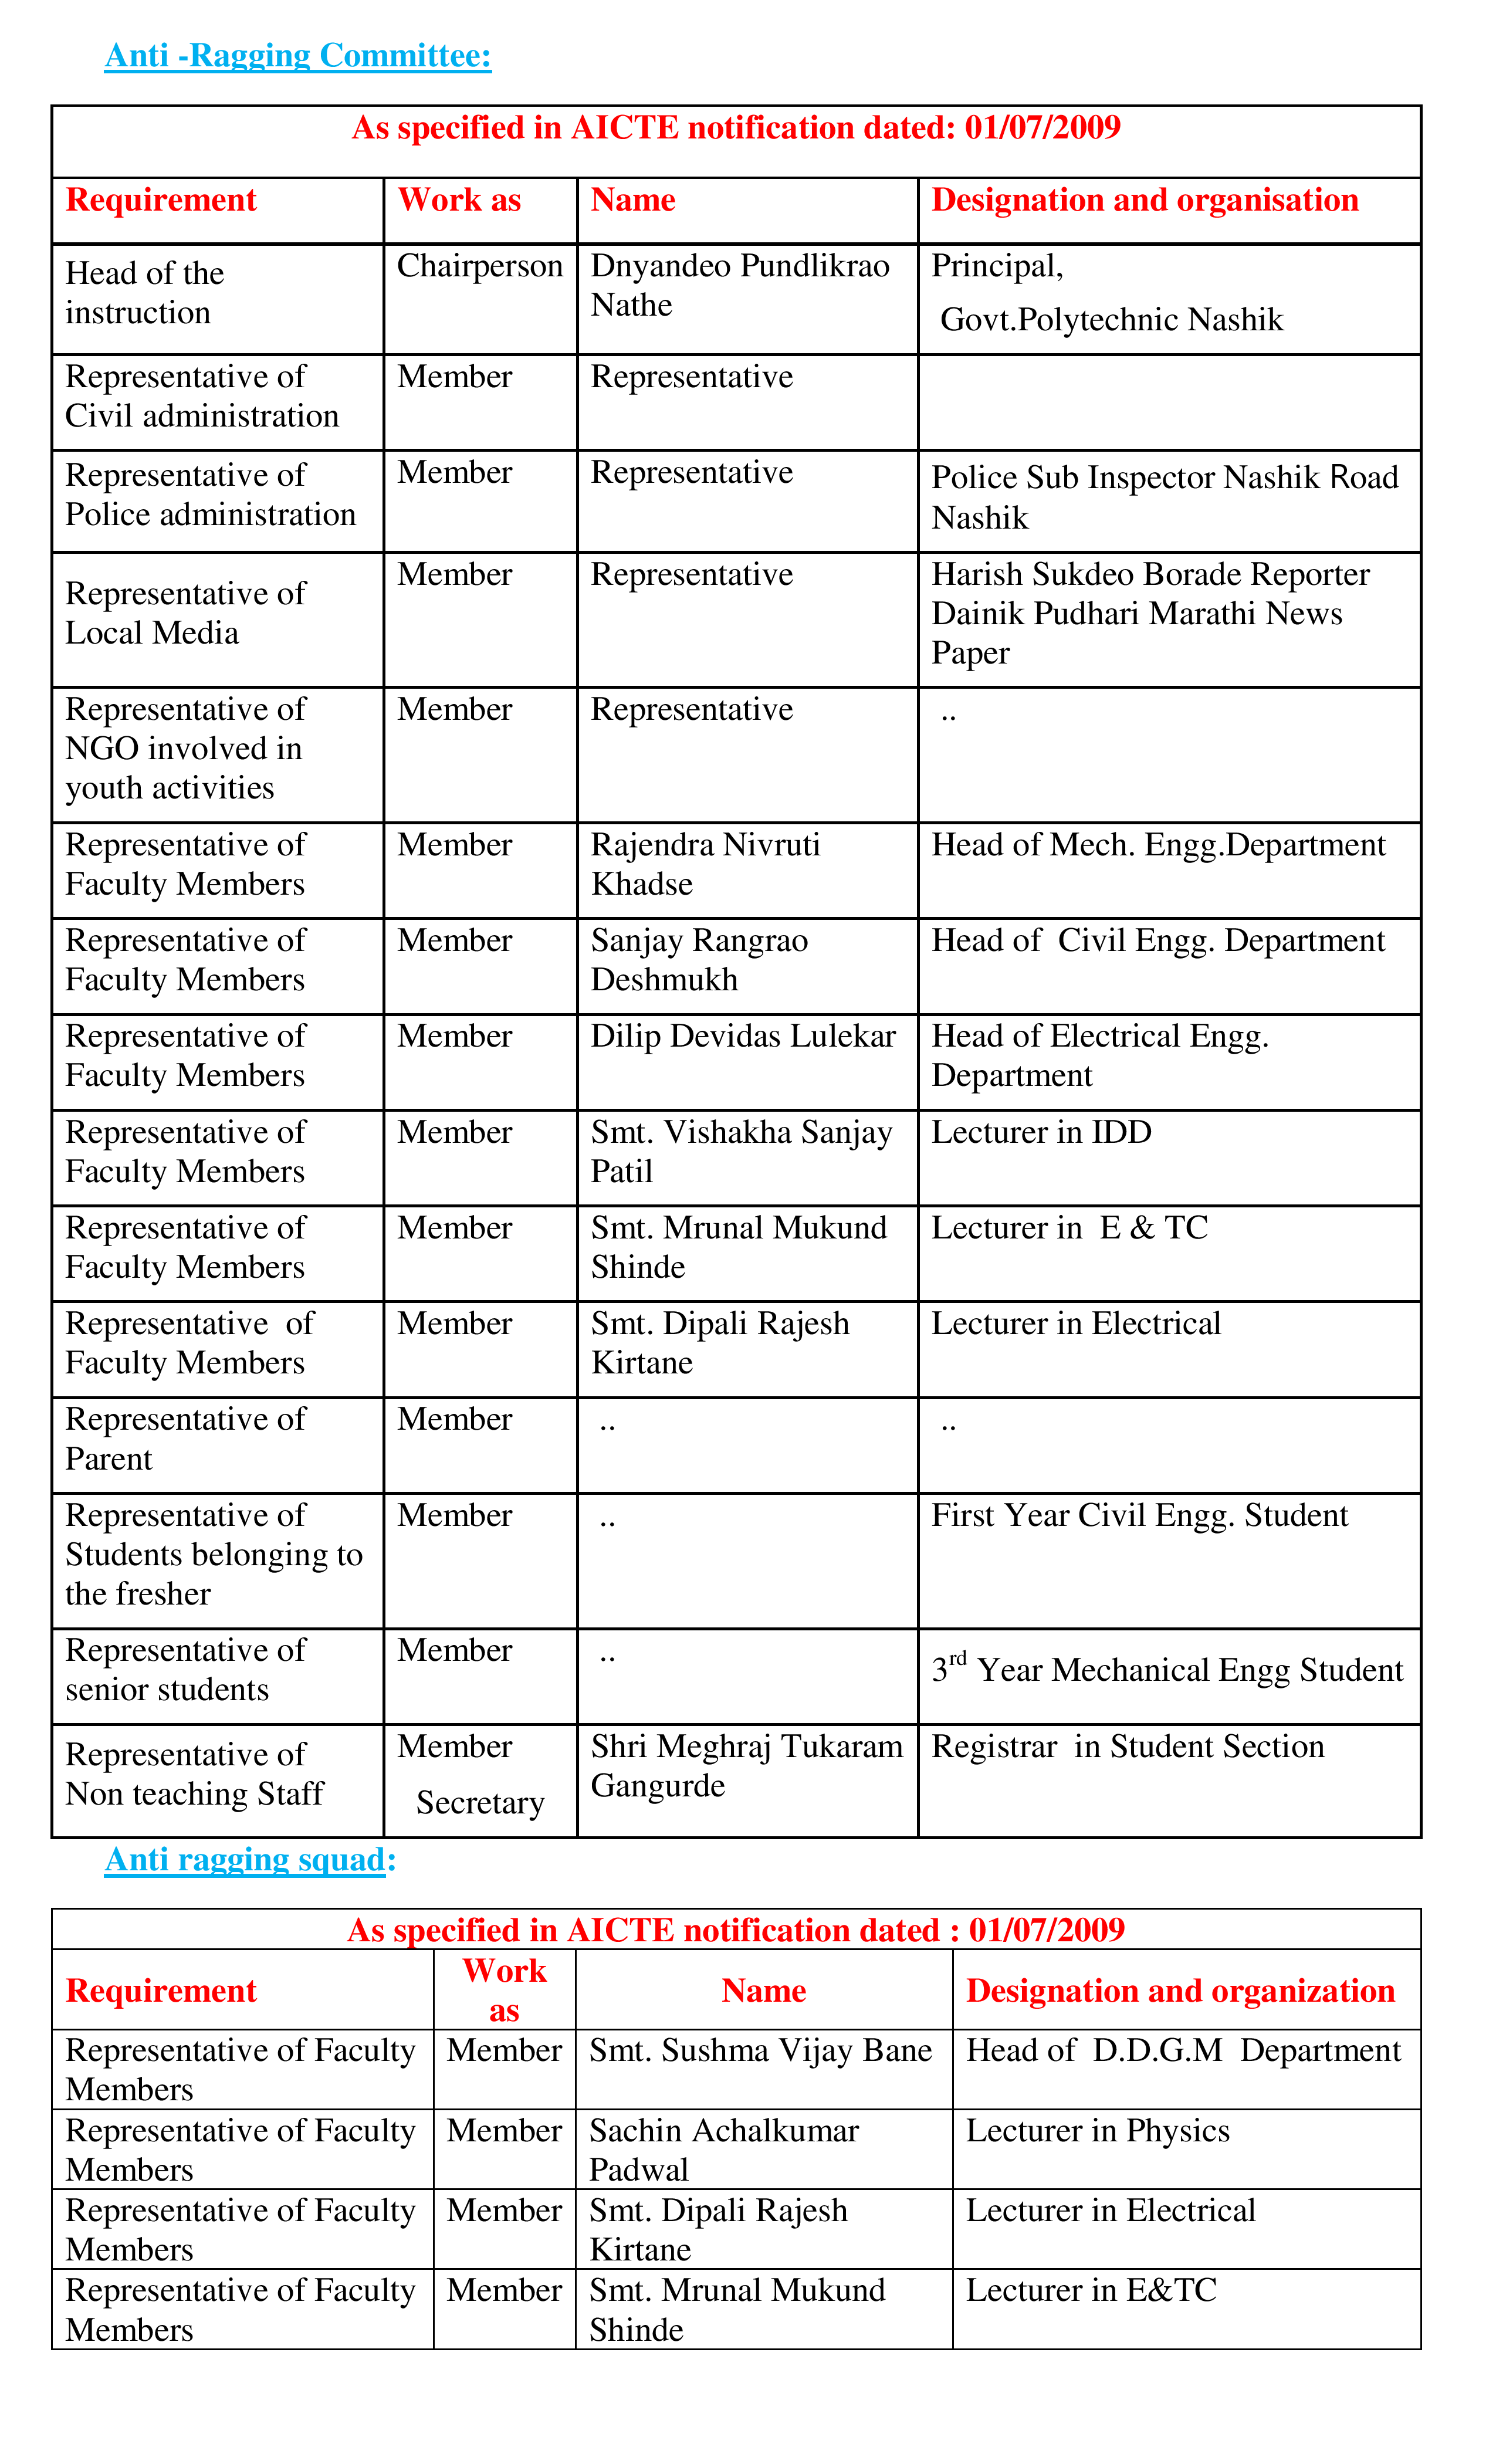 Anti -Ragging Committee:
As specified in AICTE notification dated: 01/07/2009
Requirement Work as Name Designation and organisation
Head of the
instruction
Chairperson
Dnyandeo Pundlikrao
Nathe
Principal,
Govt.Polytechnic Nashik
Representative of
Civil administration
Member
Representative
Representative of
Police administration
Member
Representative
Police Sub Inspector Nashik Road
Nashik
Representative of
Local Media
Member
Representative
Harish Sukdeo Borade Reporter
Dainik Pudhari Marathi News
Paper
Representative of
NGO involved in
youth activities
Member
Representative
..
Representative of
Faculty Members
Member
Rajendra Nivruti
Khadse
Head of Mech. Engg.Department
Representative of
Faculty Members
Member
Sanjay Rangrao
Deshmukh
Head of  Civil Engg. Department
Representative of
Faculty Members
Member
Dilip Devidas Lulekar
Head of Electrical Engg.
Department
Representative of
Faculty Members
Member
Smt. Vishakha Sanjay
Patil
Lecturer in IDD
Representative of
Faculty Members
Member
Smt. Mrunal Mukund
Shinde
Lecturer in  E & TC
Representative  of
Faculty Members
Member
Smt. Dipali Rajesh
Kirtane
Lecturer in Electrical
Representative of
Parent
Member
..
..
Representative of
Students belonging to
the fresher
Member
..
First Year Civil Engg. Student
Representative of
senior students
Member
..
3rd Year Mechanical Engg Student
Representative of
Non teaching Staff
Member
Secretary
Shri Meghraj Tukaram
Gangurde
Registrar  in Student Section
Anti ragging squad:
As specified in AICTE notification dated : 01/07/2009
Requirement
Work
as
Name
Designation and organization
Representative of Faculty
Members
Member
Smt. Sushma Vijay Bane
Head of  D.D.G.M  Department
Representative of Faculty
Members
Member
Sachin Achalkumar
Padwal
Lecturer in Physics
Representative of Faculty
Members
Member
Smt. Dipali Rajesh
Kirtane
Lecturer in Electrical
Representative of Faculty
Members
Member
Smt. Mrunal Mukund
Shinde
Lecturer in E&TC